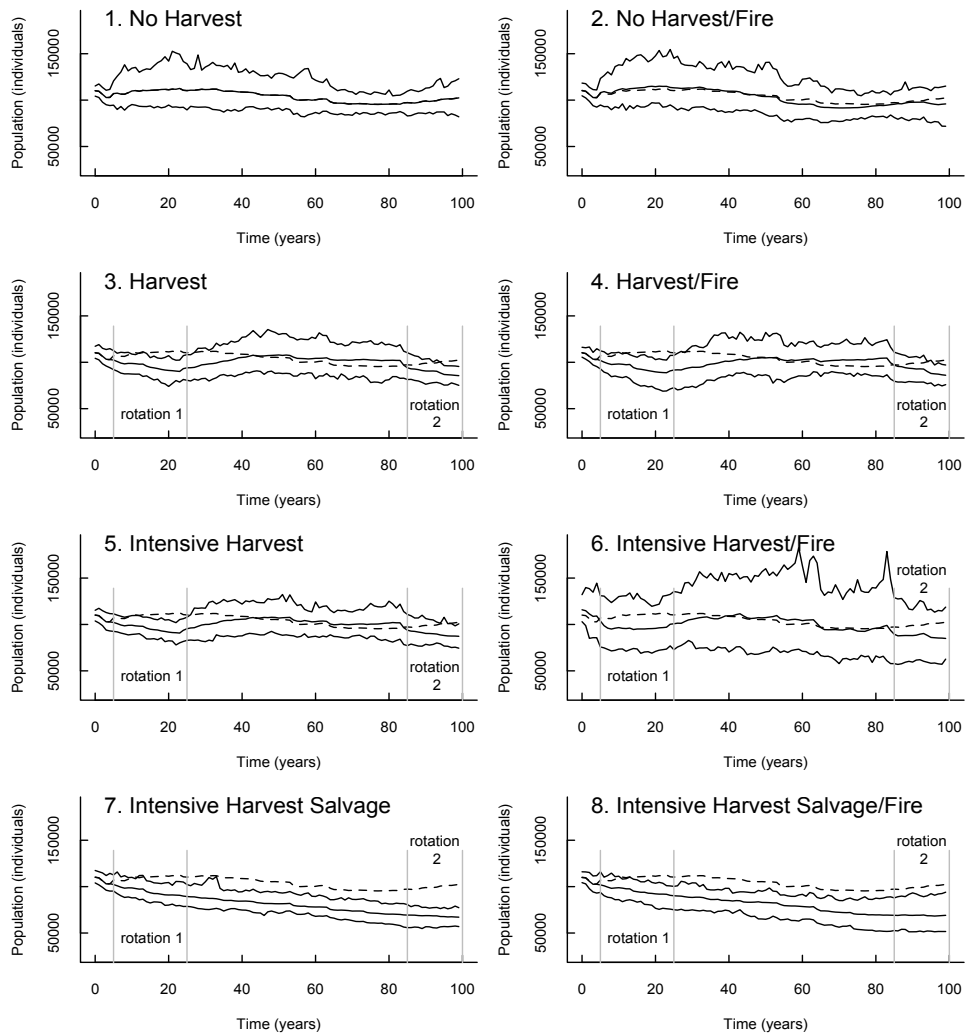 1. No Harvest
Population (individuals)
50000 150000
0 20 40 60 80 100
Time (years)
2. No Harvest/Fire
Population (individuals)
50000 150000
0 20 40 60 80 100
Time (years)
3. Harvest
Population (individuals)
50000 150000
rotation 1
rotation
2
0 20 40 60 80 100
Time (years)
4. Harvest/Fire
Population (individuals)
50000 150000
rotation 1
rotation
2
0 20 40 60 80 100
Time (years)
5. Intensive Harvest
Population (individuals)
50000 150000
rotation 1
rotation
2
0 20 40 60 80 100
Time (years)
6. Intensive Harvest/Fire
Population (individuals)
50000 150000
rotation
2
rotation 1
0 20 40 60 80 100
Time (years)
7. Intensive Harvest Salvage
Population (individuals)
50000 150000
rotation
2
rotation 1
0 20 40 60 80 100
Time (years)
8. Intensive Harvest Salvage/Fire
Population (individuals)
50000 150000
rotation
2
rotation 1
0 20 40 60 80 100
Time (years)